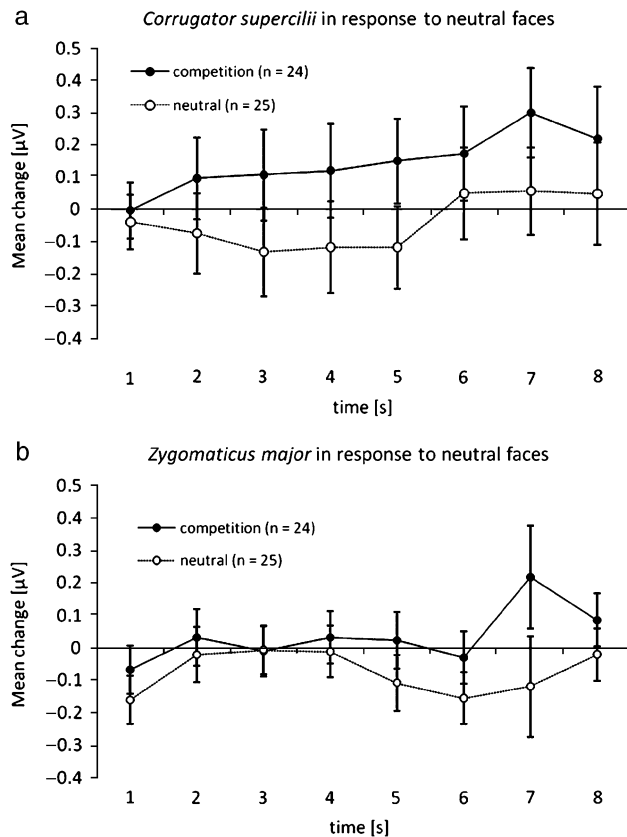 a
Corrugator supercilii in response to neutral faces
0.5
0.4
0.3
0.2
0.1
0
−0.1
−0.2
−0.3
−0.4
Mean change [µV]
competition (n = 24)
neutral (n = 25)
1 2 3 4 5 6 7 8
time [s]
b
Zygomaticus major in response to neutral faces
0.5
0.4
0.3
0.2
0.1
0
−0.1
−0.2
−0.3
−0.4
Mean change [µV]
competition (n = 24)
neutral (n = 25)
1 2 3 4 5 6 7 8
time [s]